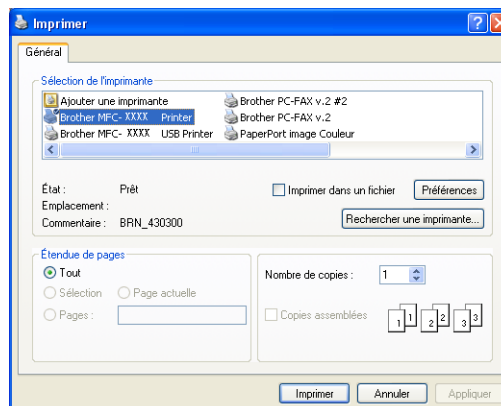 Imprimer
Général
Sélection de l'imprimante
Ajouter une imprimante
Brother PC-FAX v.2 #2
Brother MFC- XXXX Printer
Brother PC-FAX v.2
Brother MFC- XXXX USB Printer
PaperPort image Couleur
État : Prêt
Imprimer dans un fichier
Préférences
Emplacement :
Commentaire : BRN_430300
Rechercher une imprimante...
Étendue de pages
Tout
Sélection
Page actuelle
Pages :
Nombre de copies : 1
Copies assemblées
1 1 2 2 3 3
Imprimer
Annuler
Appliquer